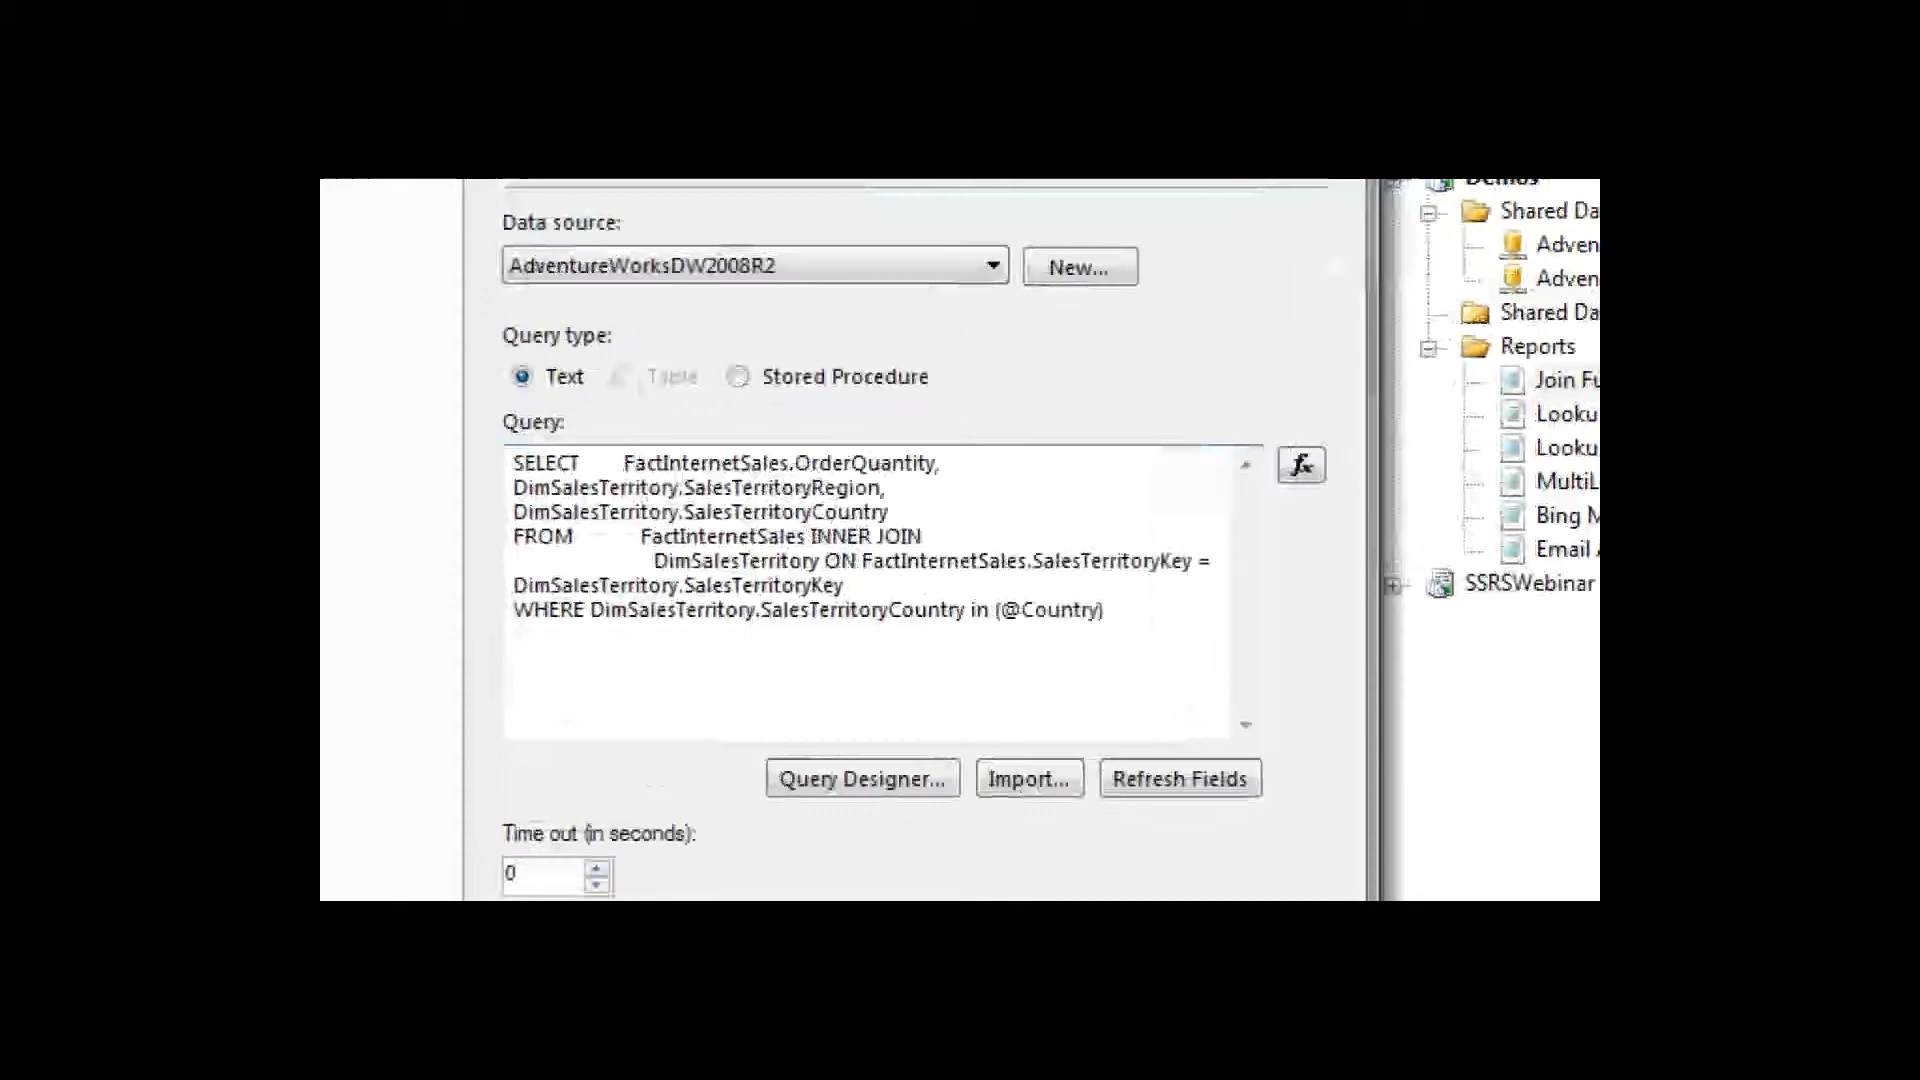 Demos
Data source:
AdventureWorksDW2008R2
New...
Query type:
Text
Table
Stored Procedure
Query:
SELECT FactInternetSales.OrderQuantity,
DimSalesTerritory.SalesTerritoryRegion,
DimSalesTerritory.SalesTerritoryCountry
FROM FactInternetSales INNER JOIN
DimSalesTerritory ON FactInternetSales.SalesTerritoryKey =
DimSalesTerritory.SalesTerritoryKey
WHERE DimSalesTerritory.SalesTerritoryCountry in (@Country)
fx
Query Designer...
Import...
Refresh Fields
Time out (in seconds):
0
Shared Da
Adven
Adven
Shared Da
Reports
Join Fu
Looku
Looku
MultiL
Bing M
Email
SSRSWebinar